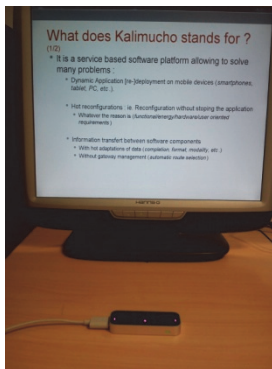 What does Kalimucho stands for ?
(1/2)
* It is a service based software platform allowing to solve
many problems :
* Dynamic Application [re-]deployment on mobile devices (smartphones,
tablet, PC, etc.)
* Hot reconfigurations : ie. Reconfiguration without stoping the application
* Whatever the reason is (functional/energy/hardware/user oriented
requirements)
* Information transfert between software components
* With hot adaptations of data (completion, format, modality, etc.)
* Without gateway management (automatic route selection)